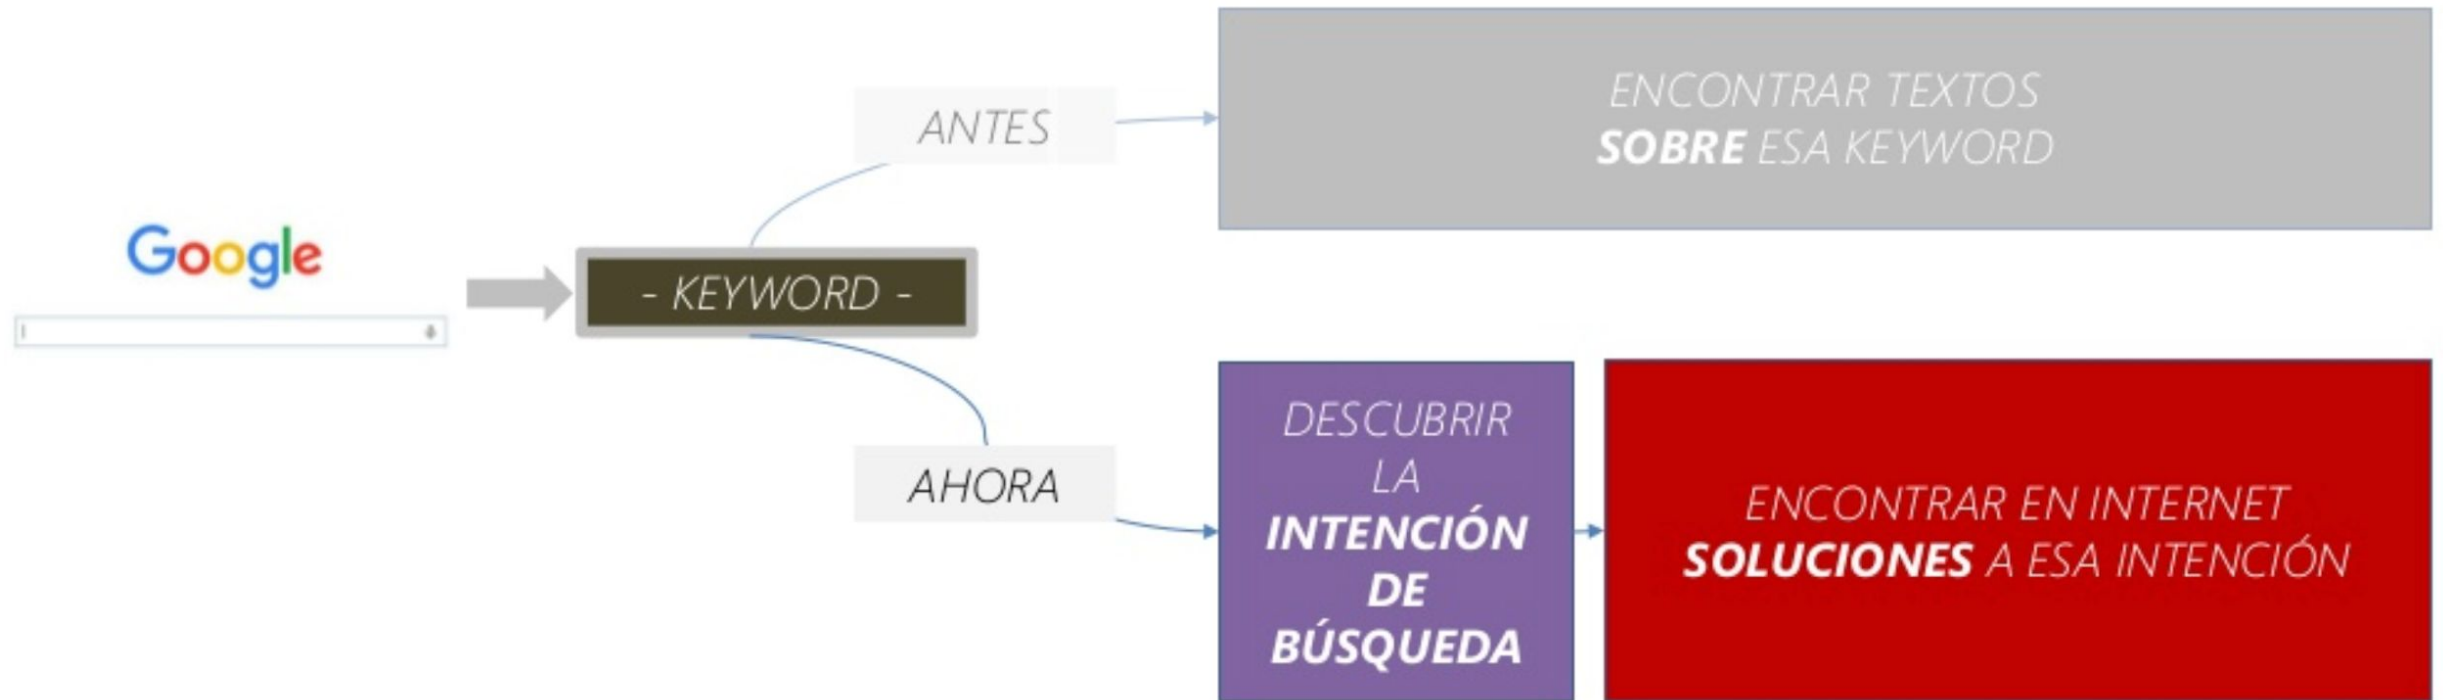 Google
- KEYWORD -
ANTES
ENCONTRAR TEXTOS
SOBRE ESA KEYWORD
AHORA
DESCUBRIR
LA
INTENCIÓN
DE
BÚSQUEDA
ENCONTRAR EN INTERNET
SOLUCIONES A ESA INTENCIÓN